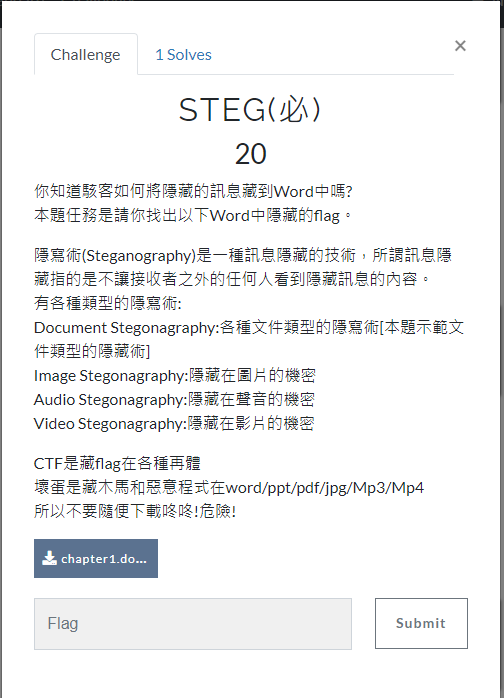 Challenge
1 Solves
×
STEG(必)
20
你知道駭客如何將隱藏的訊息藏到Word中嗎?
本題任務是請你找出以下Word中隱藏的flag。
隱寫術(Steganography)是一種訊息隱藏的技術，所謂訊息隱
藏指的是不讓接收者之外的任何人看到隱藏訊息的內容。
有各種類型的隱寫術:
Document Stegonagraphy:各種文件類型的隱寫術[本題示範文
件類型的隱藏術]
Image Stegonagraphy:隱藏在圖片的機密
Audio Stegonagraphy:隱藏在聲音的機密
Video Stegonagraphy:隱藏在影片的機密
CTF是藏flag在各種再體
壞蛋是藏木馬和惡意程式在word/ppt/pdf/jpg/Mp3/Mp4
所以不要隨便下載咚咚!危險!
chapter1.do...
Flag
Submit